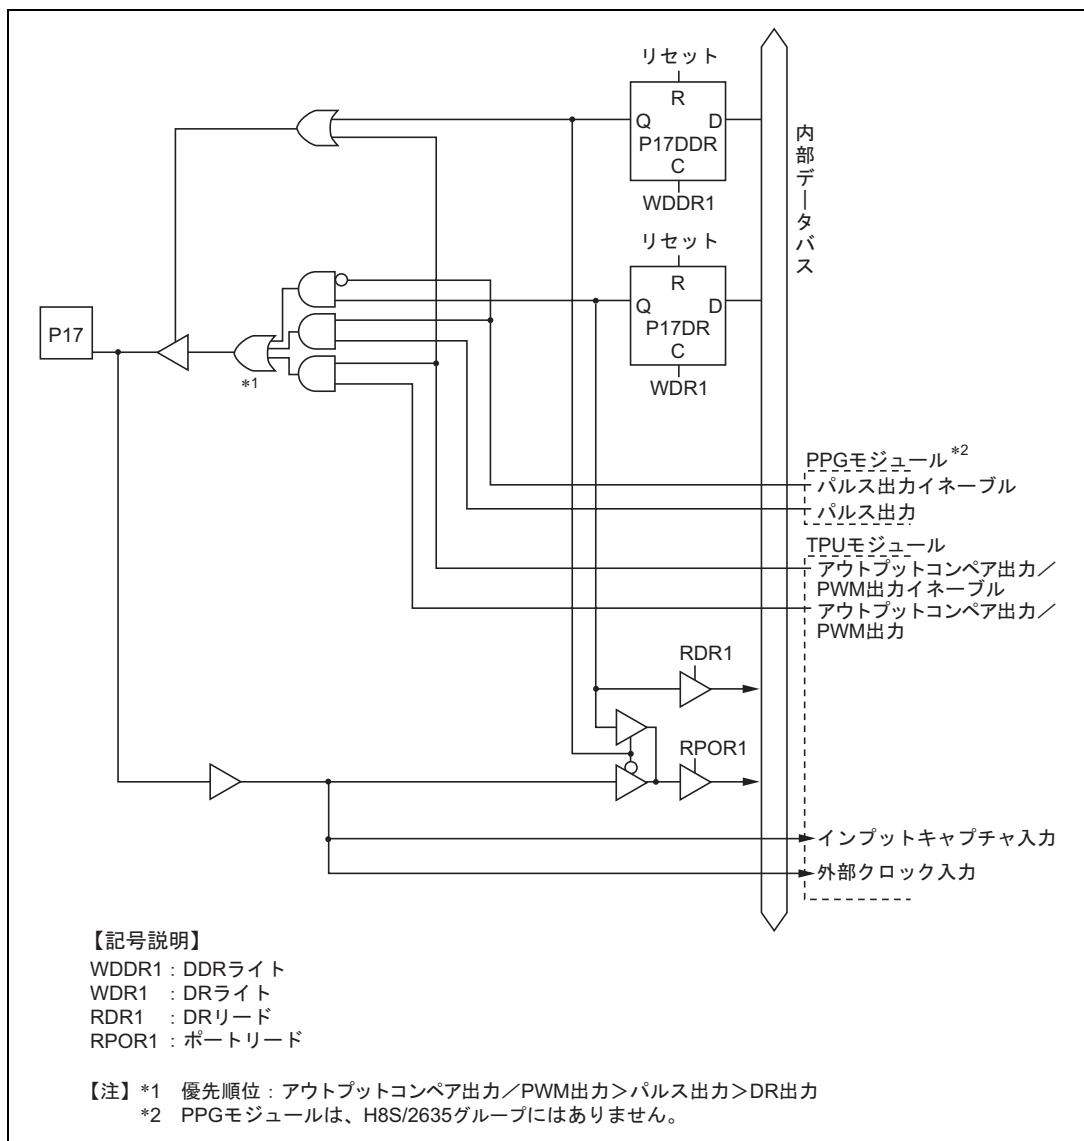 リセット
R
Q D
P17DDR
C
WDDR1
内部データバス
リセット
R
Q D
P17DR
C
WDR1
P17
*1
PPGモジュール*2
パルス出力イネーブル
パルス出力
TPUモジュール
アウトプットコンペア出力／
PWM出力イネーブル
アウトプットコンペア出力／
PWM出力
RDR1
RPOR1
インプットキャプチャ入力
外部クロック入力
【記号説明】
WDDR1：DDRライト
WDR1：DRライト
RDR1：DRリード
RPOR1：ポートリード
【注】*1 優先順位：アウトプットコンペア出力／PWM出力＞パルス出力＞DR出力
*2 PPGモジュールは、H8S/2635グループにはありません。